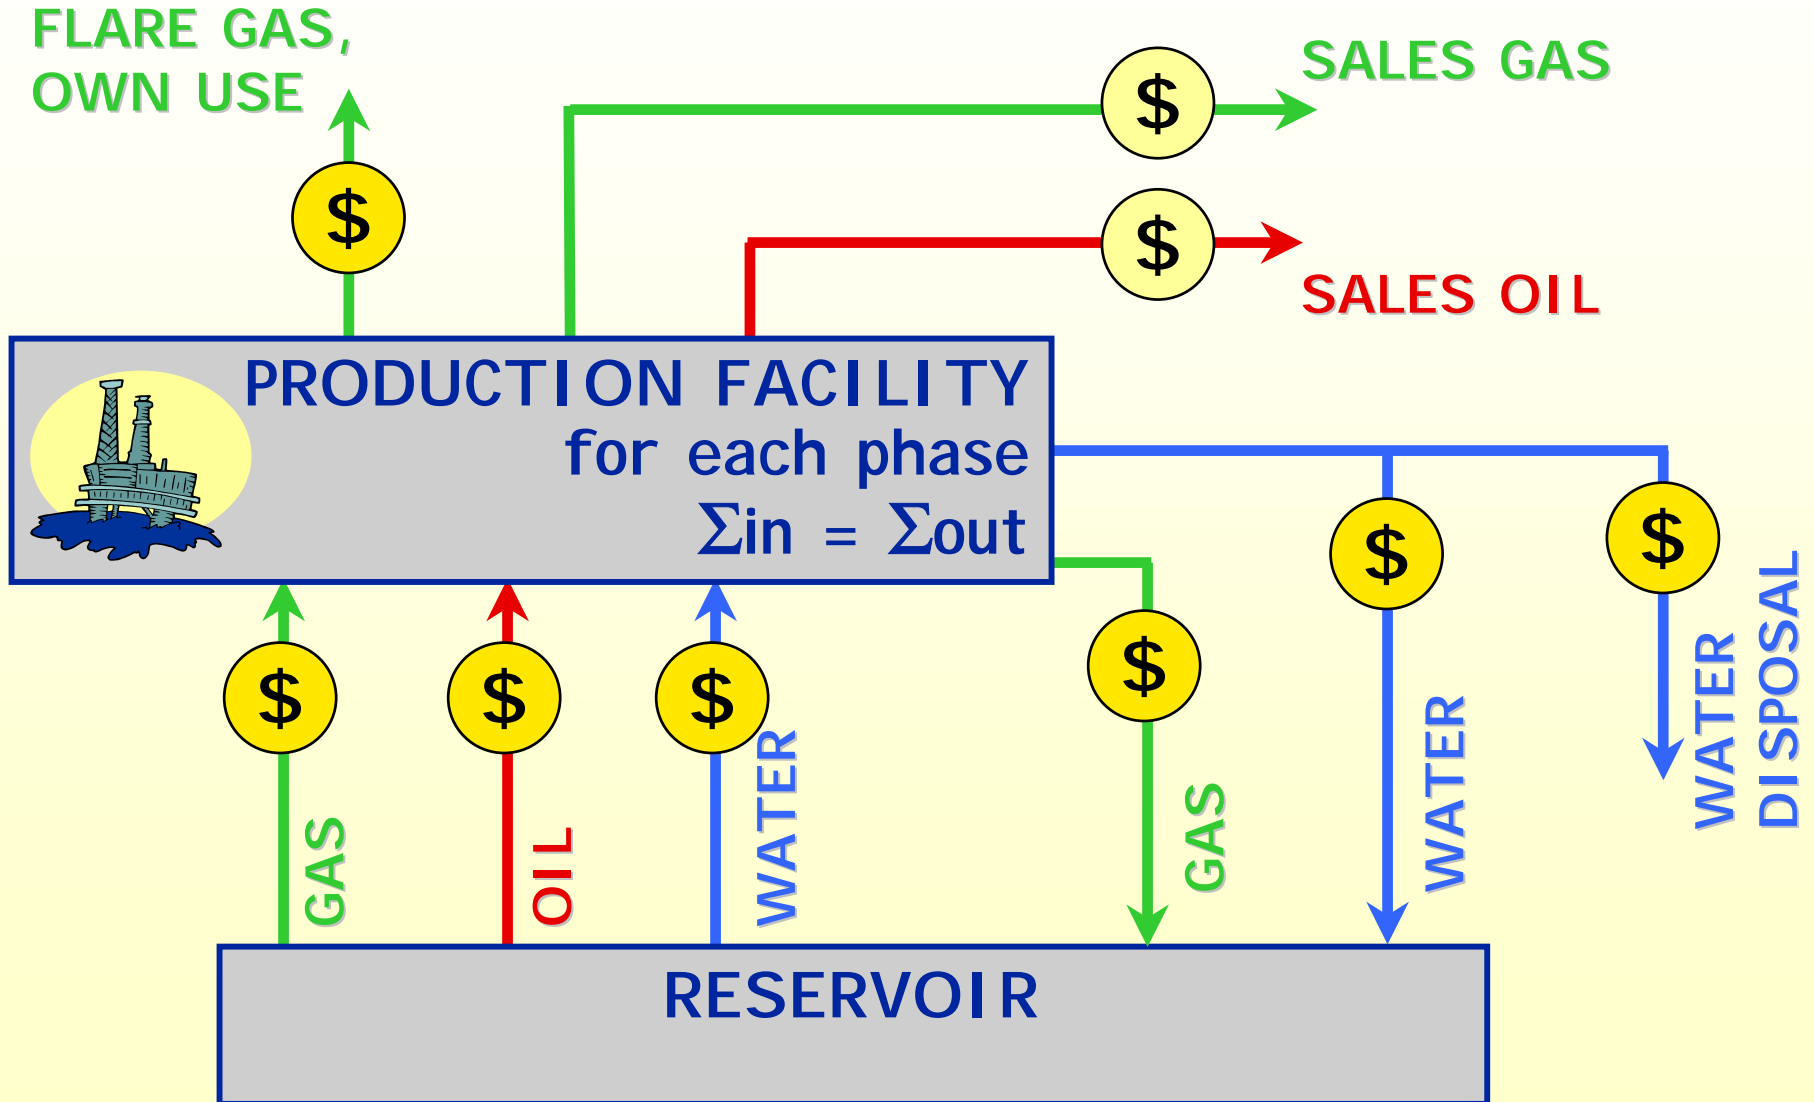 FLARE GAS,
OWN USE
$
$
SALES GAS
$
SALES OIL
PRODUCTION FACILITY
for each phase
Σin = Σout
$
$
$
$
$
$
GAS
OIL
WATER
GAS
WATER
WATER
DISPOSAL
RESERVOIR